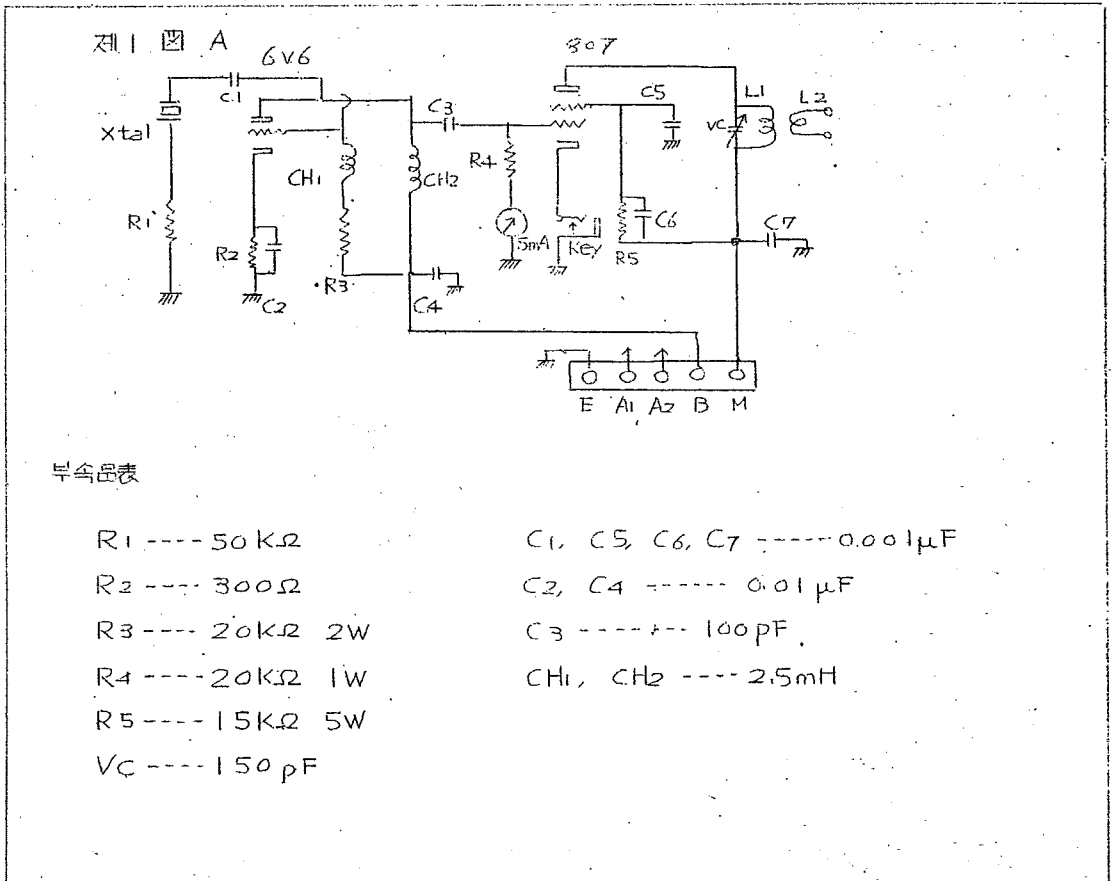 제1 図 A
6V6
807
C1
Xtal
C3
C5
L1
L2
VC
R4
CH1
CH2
R1
5mA
Key
C6
C7
R2
R5
R3
C2
C4
E A1 A2 B M
부속品表
R1 ---- 50KΩ
R2 ---- 300Ω
R3 ---- 20KΩ 2W
R4 ---- 20KΩ 1W
R5 ---- 15KΩ 5W
VC ---- 150pF
C1, C5, C6, C7 ------ 0.001μF
C2, C4 ------ 0.01μF
C3 ------- 100pF.
CH1, CH2 ---- 2.5mH